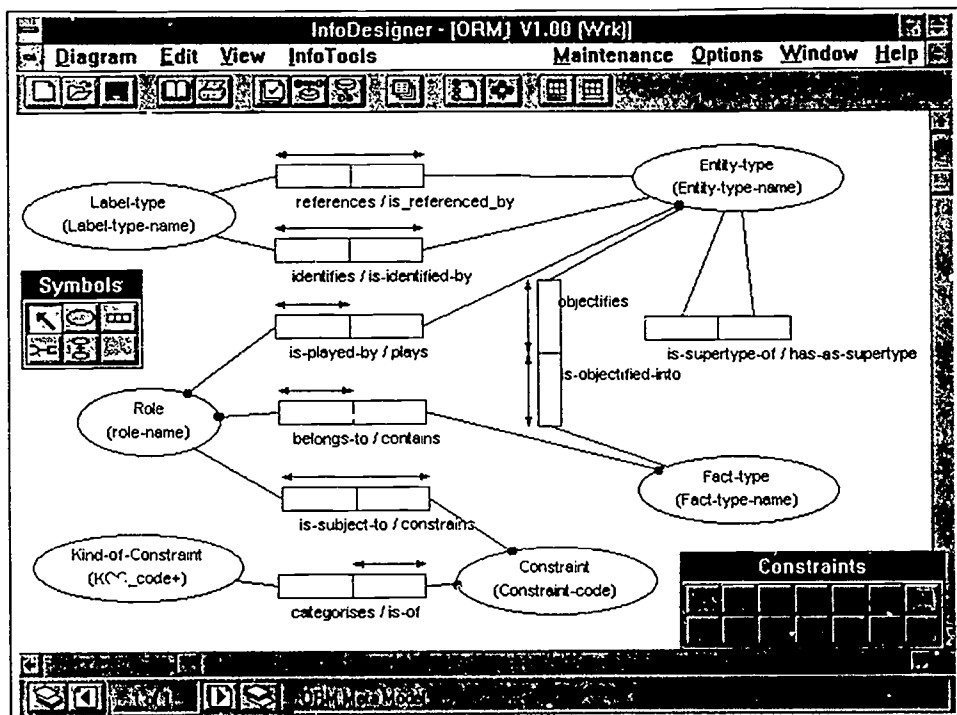 InfoDesigner - [ORM] V1.00 [Wrk)]
Diagram Edit View InfoTools Maintenance Options Window Help
Entity-type
(Entity-type-name)
Label-type
(Label-type-name)
references / is_referenced_by
identifies / is-identified-by
Symbols
objectifies
is-played-by / plays
is-supertype-of / has-as-supertype
is-objectified-into
Role
(role-name)
belongs-to / contains
Fact-type
(Fact-type-name)
is-subject-to / constrains
Kind-of-Constraint
_code+)
Constraint
(Constraint-code)
Constraints
categorises / is-of